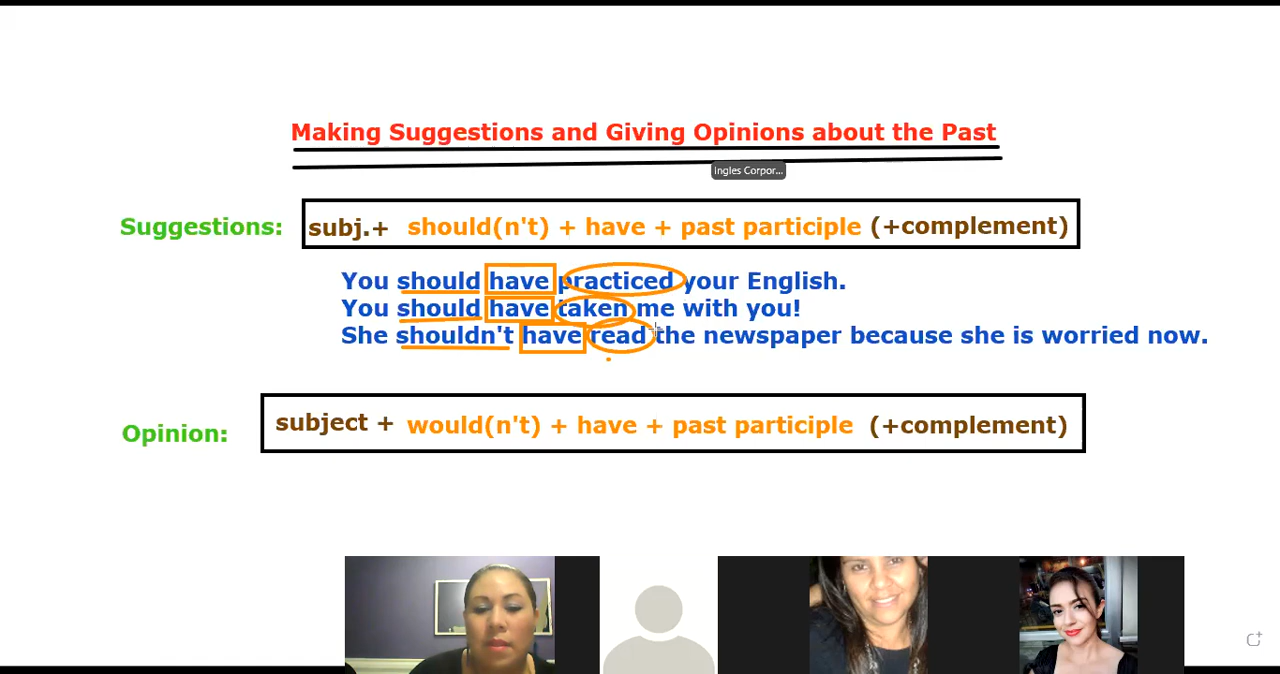 Making Suggestions and Giving Opinions about the Past
ingles Corpor...
Suggestions: subj.+ should(n't) + have + past participle (+complement)
You should have practiced your English.
You should have taken me with you!
She shouldn't have read the newspaper because she is worried now.
Opinion: subject + would(n't) + have + past participle (+complement)